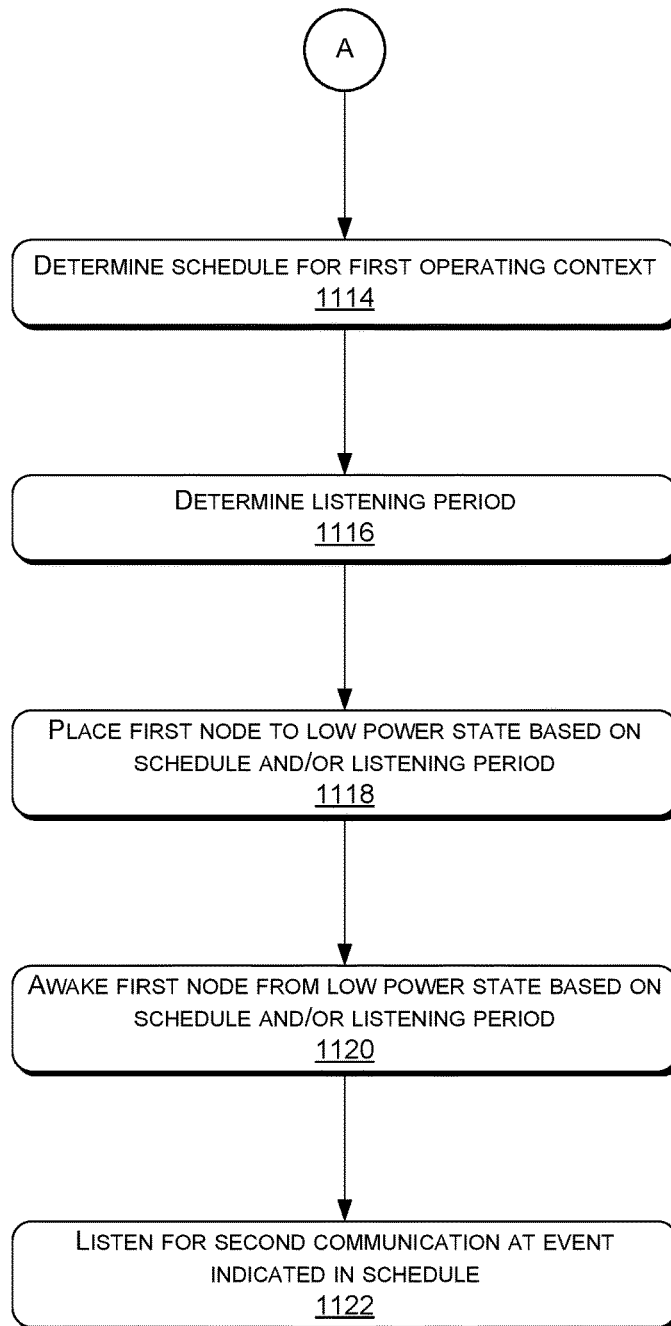 A
DETERMINE SCHEDULE FOR FIRST OPERATING CONTEXT
1114
DETERMINE LISTENING PERIOD
1116
PLACE FIRST NODE TO LOW POWER STATE BASED ON
SCHEDULE AND/OR LISTENING PERIOD
1118
AWAKE FIRST NODE FROM LOW POWER STATE BASED ON
SCHEDULE AND/OR LISTENING PERIOD
1120
LISTEN FOR SECOND COMMUNICATION AT EVENT
INDICATED IN SCHEDULE
1122